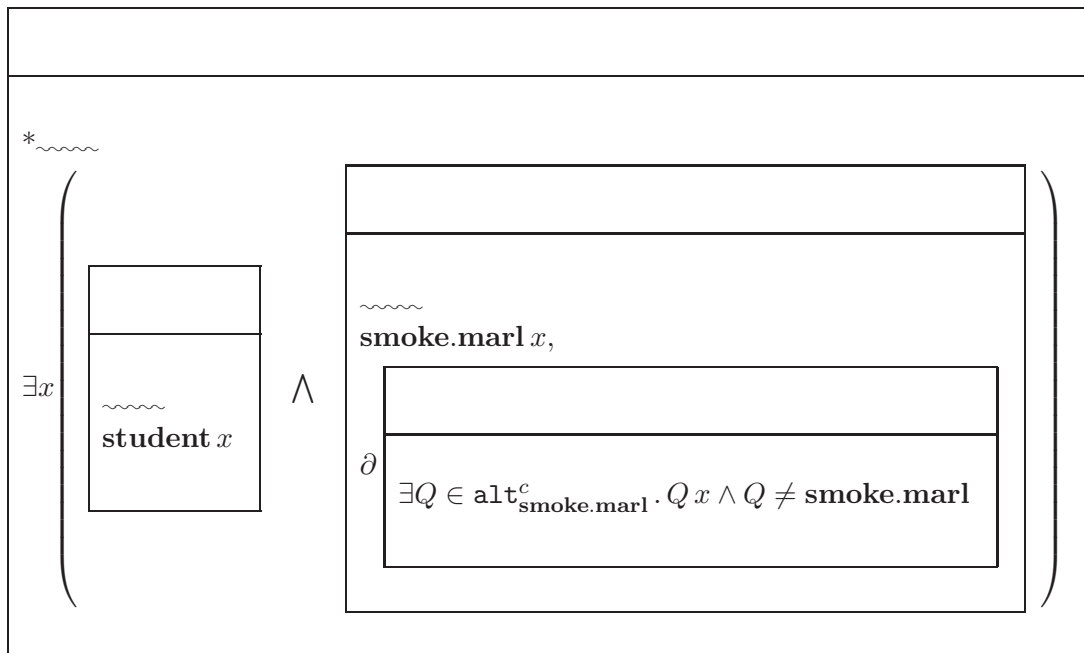 *
∃x ( student x ∧ smoke.marl x,
∂ ∃Q ∈ alt^c_smoke.marl . Q x ∧ Q ≠ smoke.marl )